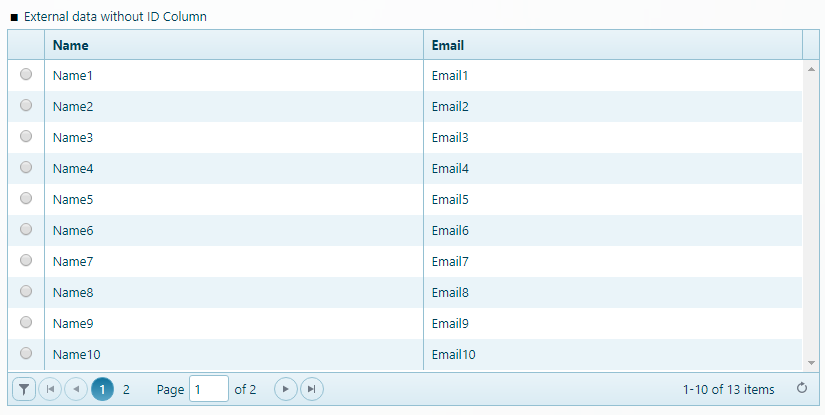 External data without ID Column
Name Email
Name1 Email1
Name2 Email2
Name3 Email3
Name4 Email4
Name5 Email5
Name6 Email6
Name7 Email7
Name8 Email8
Name9 Email9
Name10 Email10
1 2 Page 1 of 2 1-10 of 13 items